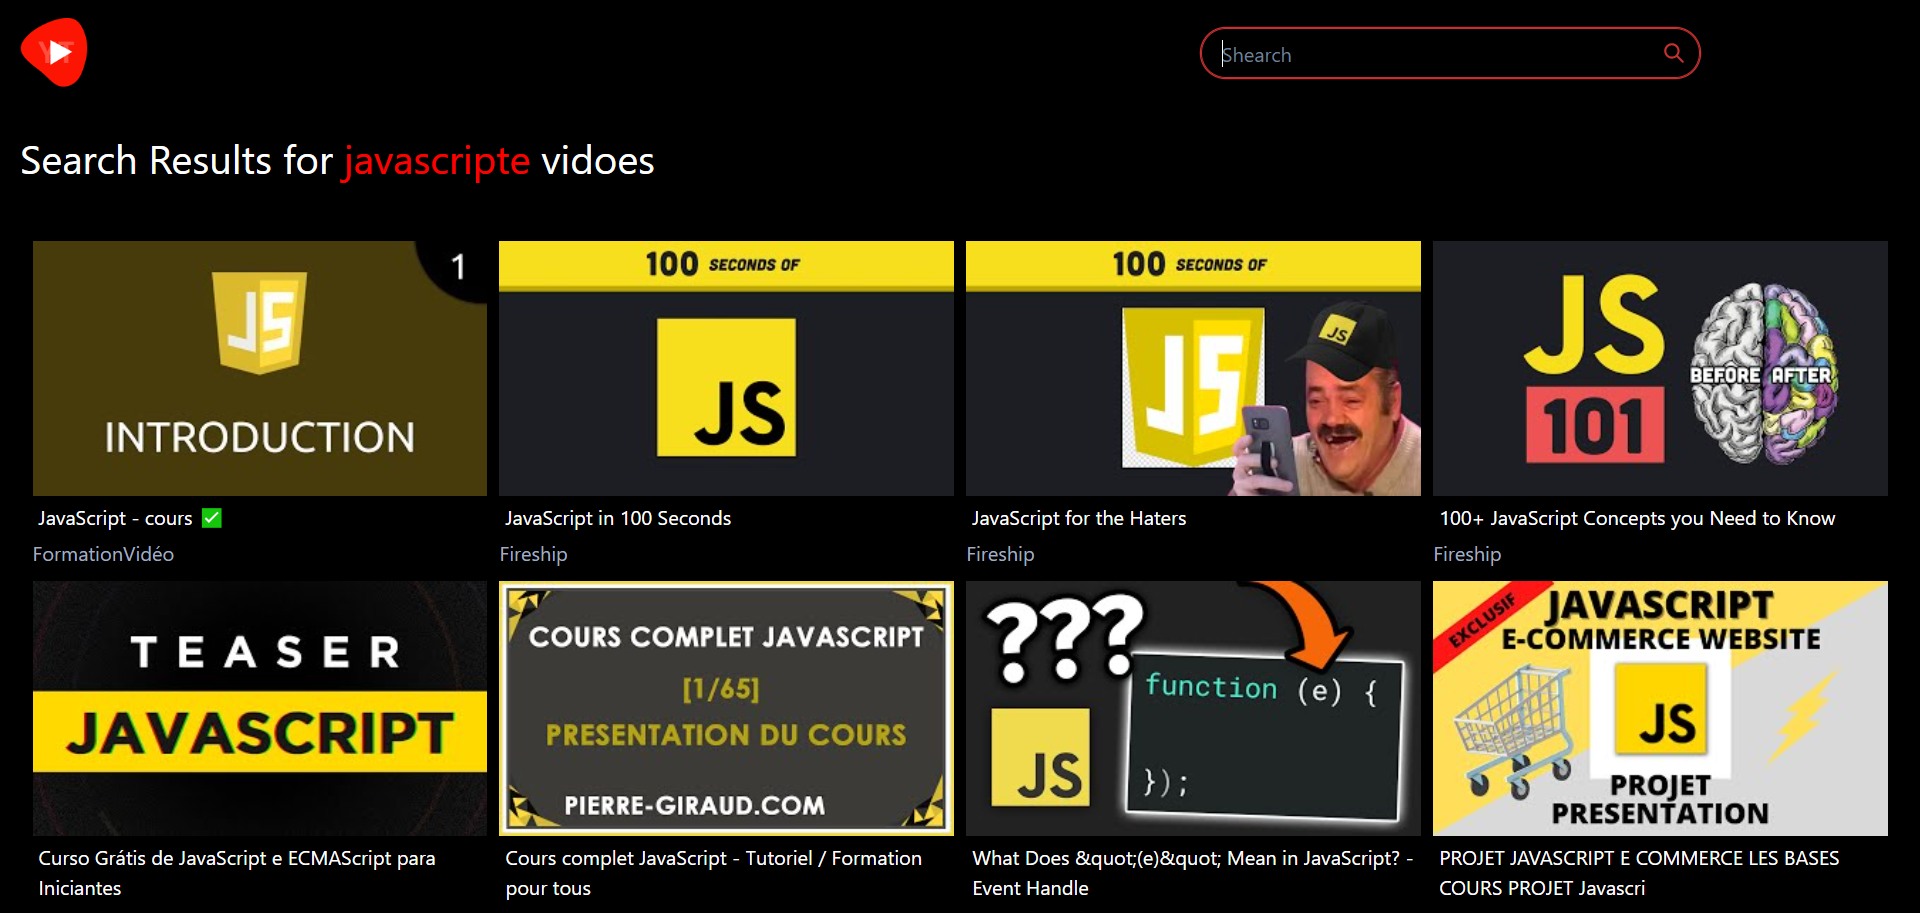 YT
Shearch
Search Results for javascripte vidoes
1
JS
INTRODUCTION
JavaScript - cours ✅
FormationVidéo
100 SECONDS OF
JS
JavaScript in 100 Seconds
Fireship
100 SECONDS OF
JS
JS
JavaScript for the Haters
Fireship
JS
101
BEFORE AFTER
100+ JavaScript Concepts you Need to Know
Fireship
TEASER
JAVASCRIPT
Curso Grátis de JavaScript e ECMAScript para
Iniciantes
COURS COMPLET JAVASCRIPT
[1/65]
PRESENTATION DU COURS
PIERRE-GIRAUD.COM
Cours complet JavaScript - Tutoriel / Formation
pour tous
???
function (e) {
});
JS
What Does &quot;(e)&quot; Mean in JavaScript? -
Event Handle
EXCLUSIF
JAVASCRIPT
E-COMMERCE WEBSITE
JS
PROJET
PRESENTATION
PROJET JAVASCRIPT E COMMERCE LES BASES
COURS PROJET Javascri